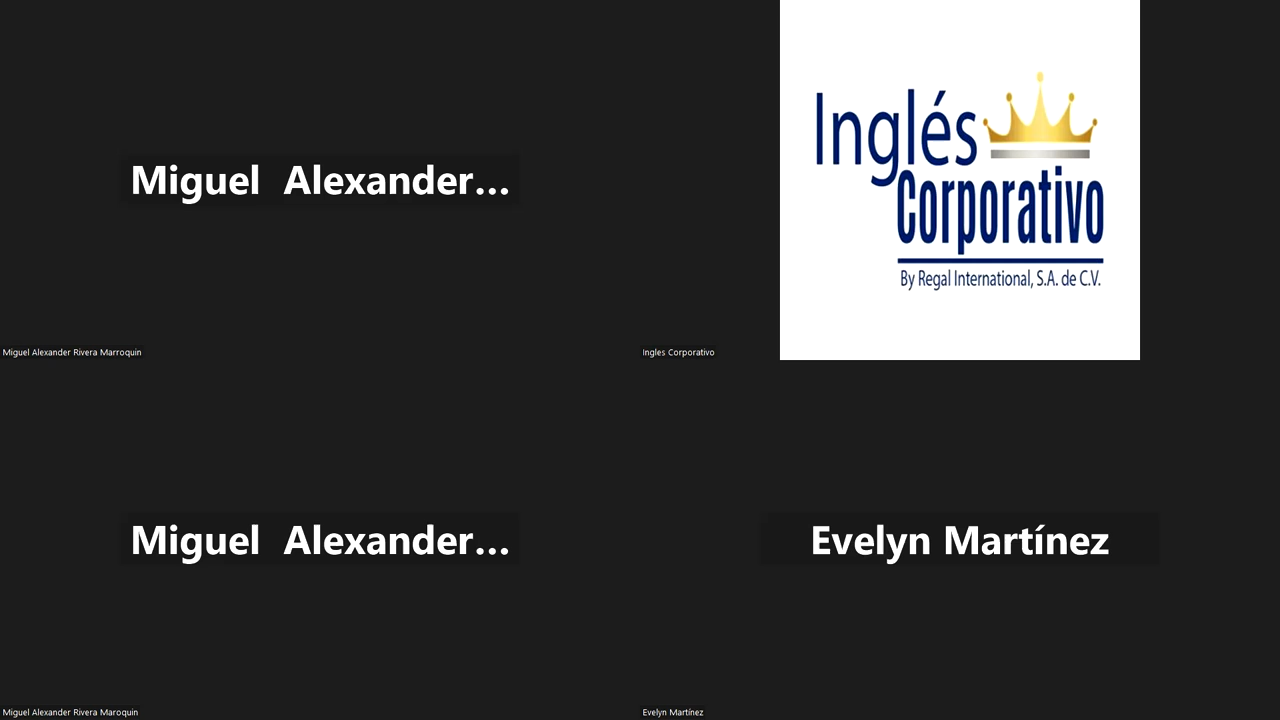 Miguel  Alexander...
Miguel Alexander Rivera Marroquin
Inglés
Corporativo
By Regal International, S.A. de C.V.
Ingles Corporativo
Miguel  Alexander...
Miguel Alexander Rivera Maroquin
Evelyn Martínez
Evelyn Martínez